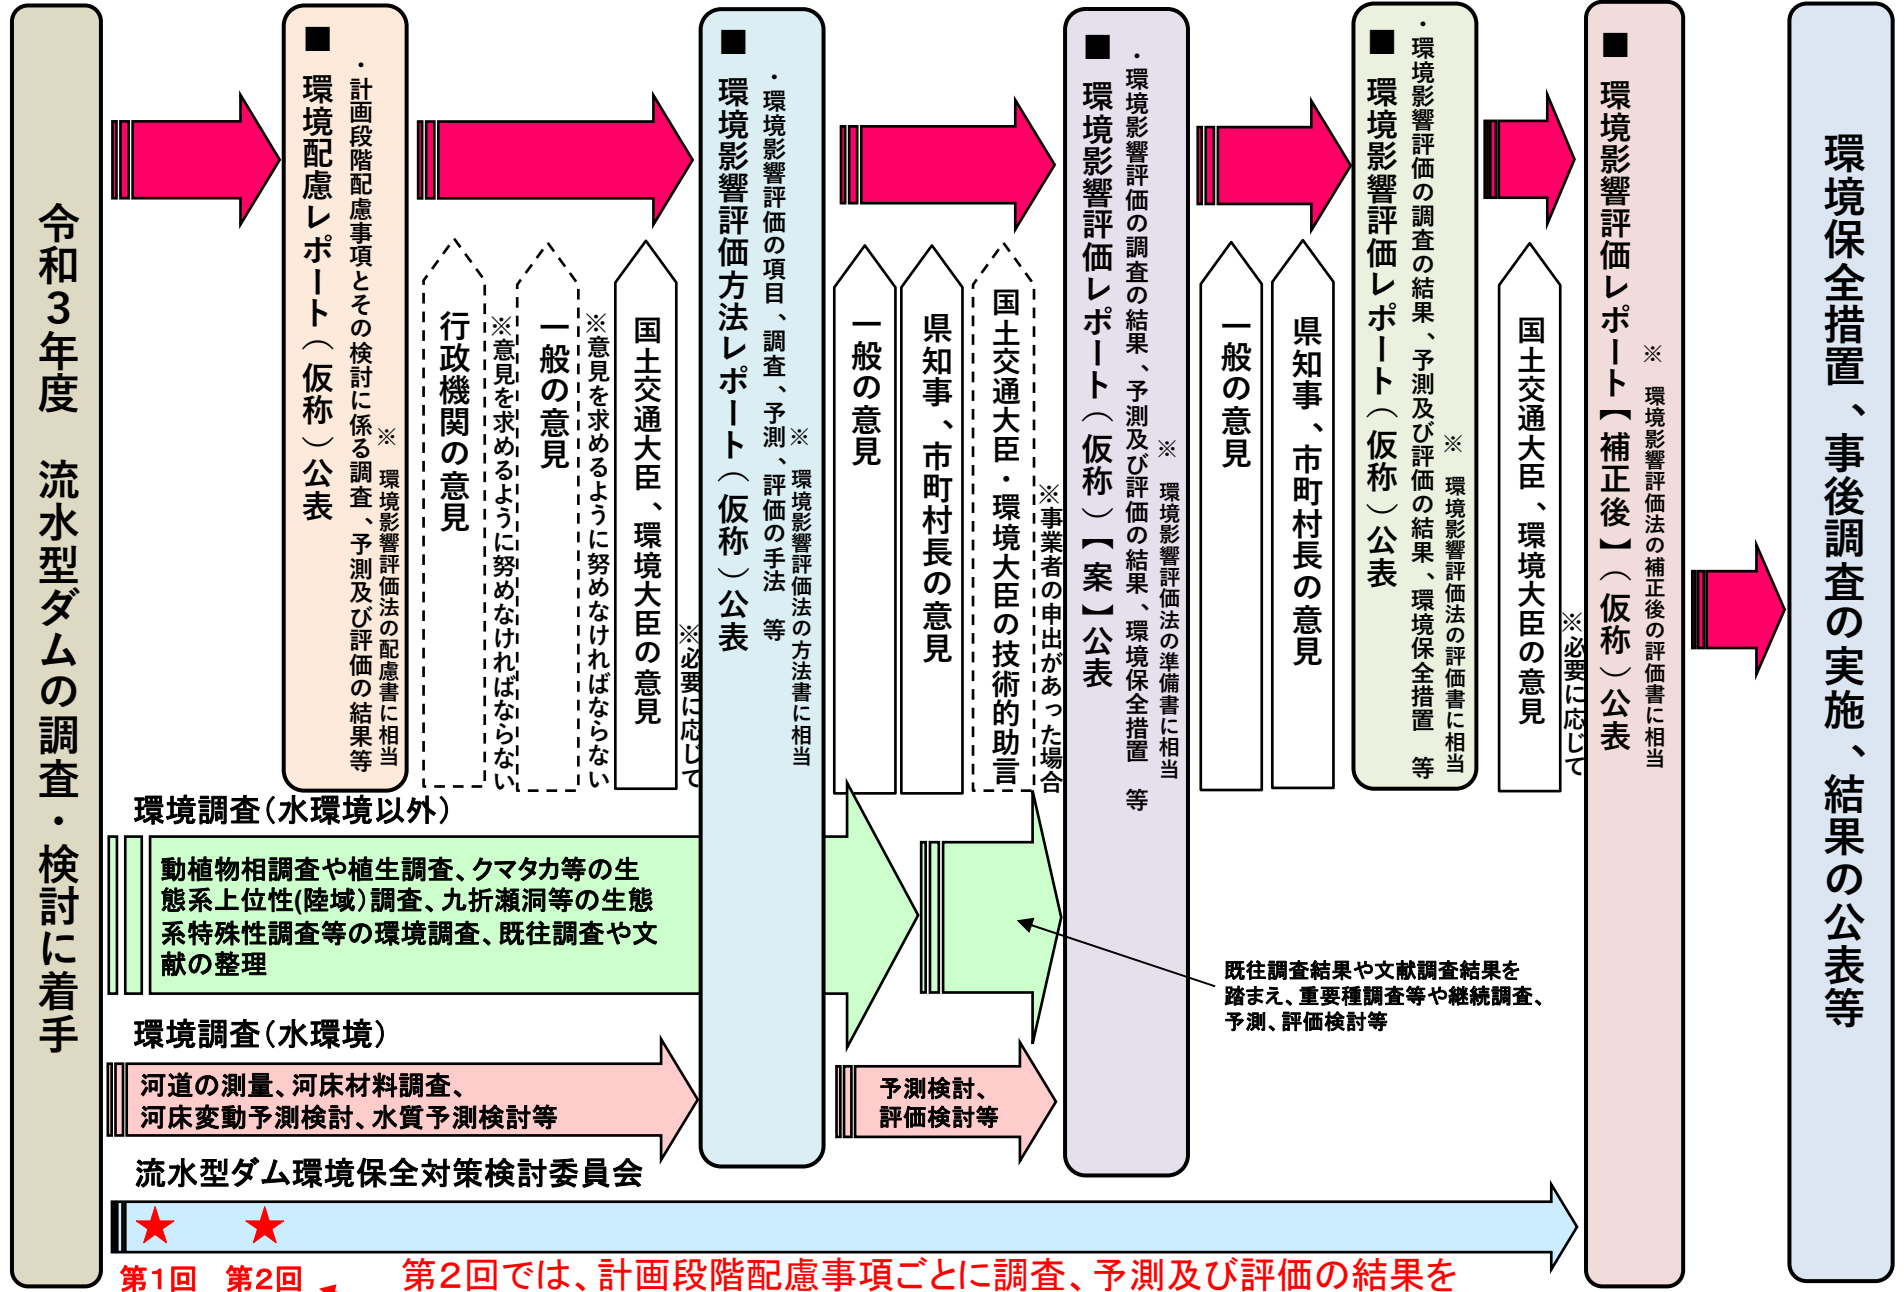 令和３年度　流水型ダムの調査・検討に着手
■ 環境配慮レポート（仮称）公表
・計画段階配慮事項とその検討に係る調査、予測及び評価の結果等
※ 環境影響評価法の配慮書に相当
行政機関の意見
※意見を求めるように努めなければならない
一般の意見
※意見を求めるように努めなければならない
国土交通大臣、環境大臣の意見
※必要に応じて
■ 環境影響評価方法レポート（仮称）公表
・環境影響評価の項目、調査、予測、評価の手法　等
※ 環境影響評価法の方法書に相当
一般の意見
県知事、市町村長の意見
国土交通大臣・環境大臣の技術的助言
※事業者の申出があった場合
■ 環境影響評価レポート（仮称）【案】公表
・環境影響評価の調査の結果、予測及び評価の結果、環境保全措置　等
※ 環境影響評価法の準備書に相当
一般の意見
県知事、市町村長の意見
■ 環境影響評価レポート（仮称）公表
・環境影響評価の調査の結果、予測及び評価の結果、環境保全措置　等
※ 環境影響評価法の評価書に相当
国土交通大臣、環境大臣の意見
※必要に応じて
■ 環境影響評価レポート【補正後】（仮称）公表
※ 環境影響評価法の補正後の評価書に相当
環境保全措置、事後調査の実施、結果の公表等
環境調査（水環境以外）
動植物相調査や植生調査、クマタカ等の生
態系上位性(陸域）調査、九折瀬洞等の生態
系特殊性調査等の環境調査、既往調査や文
献の整理
既往調査結果や文献調査結果を
踏まえ、重要種調査等や継続調査、
予測、評価検討等
環境調査（水環境）
河道の測量、河床材料調査、
河床変動予測検討、水質予測検討等
予測検討、
評価検討等
流水型ダム環境保全対策検討委員会
★ ★
第１回 第２回
第２回では、計画段階配慮事項ごとに調査、予測及び評価の結果を